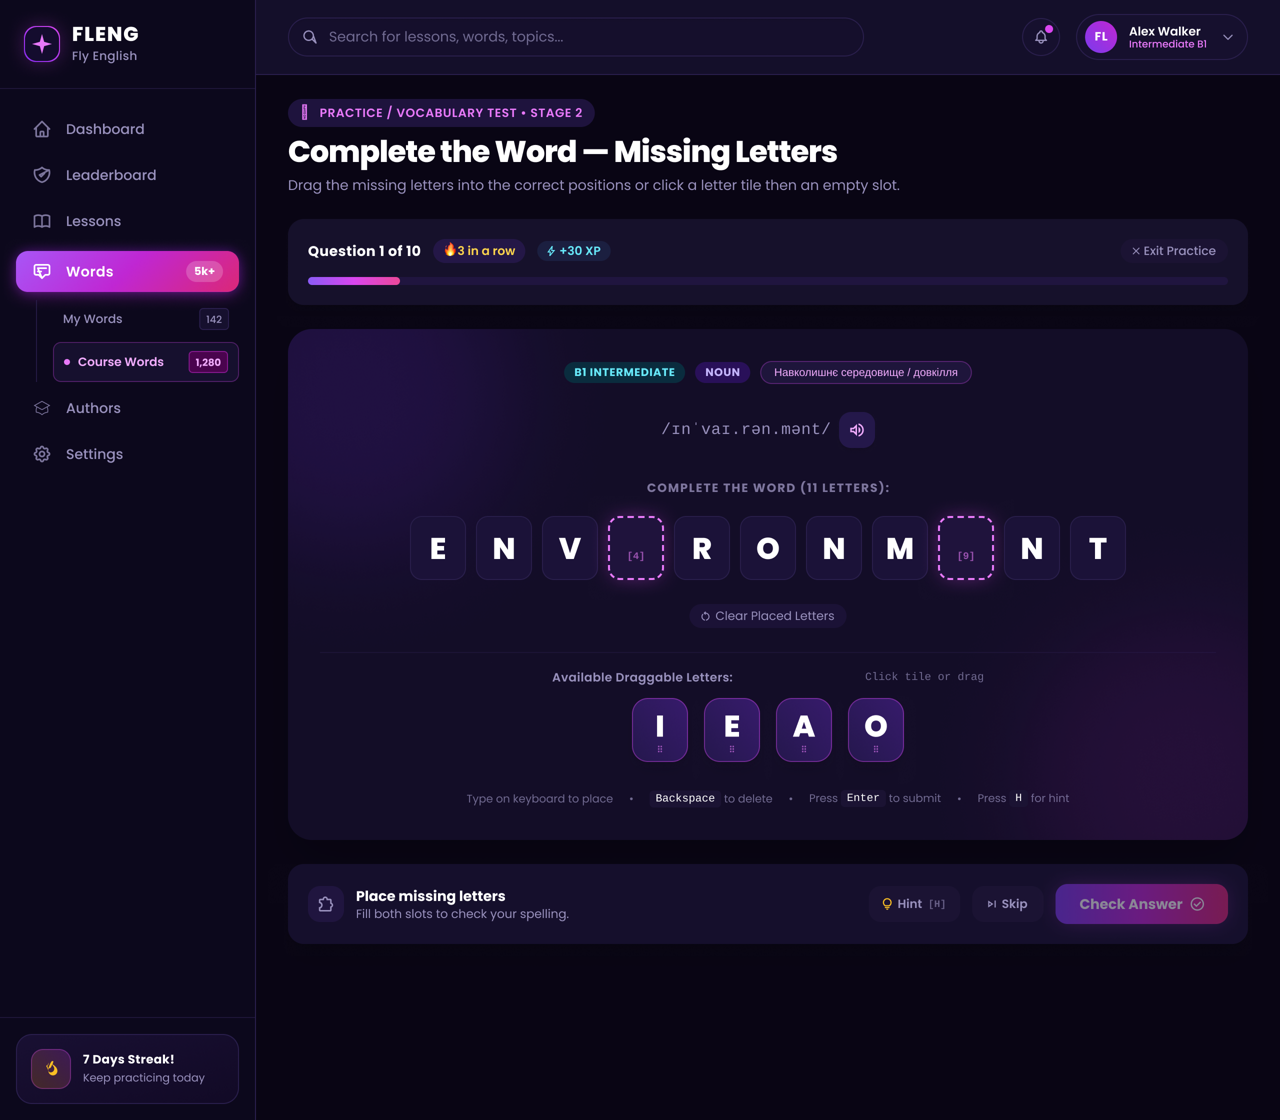 FLENG
Fly English
Search for lessons, words, topics...
FL
Alex Walker
Intermediate B1
Dashboard
Leaderboard
Lessons
Words 5k+
My Words 142
Course Words 1,280
Authors
Settings
PRACTICE / VOCABULARY TEST • STAGE 2
Complete the Word — Missing Letters
Drag the missing letters into the correct positions or click a letter tile then an empty slot.
Question 1 of 10 🔥3 in a row +30 XP × Exit Practice
B1 INTERMEDIATE NOUN Навколишнє середовище / довкілля
/ɪnˈvaɪ.rən.mənt/
COMPLETE THE WORD (11 LETTERS):
E N V [4] R O N M [9] N T
Clear Placed Letters
Available Draggable Letters: Click tile or drag
I E A O
Type on keyboard to place • Backspace to delete • Press Enter to submit • Press H for hint
Place missing letters
Fill both slots to check your spelling.
Hint [H] Skip Check Answer
7 Days Streak!
Keep practicing today